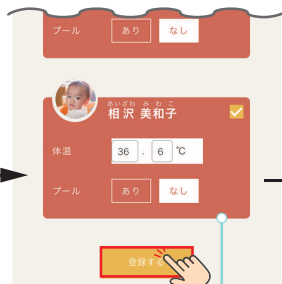 プール あり なし
あいざわ みわこ
相沢 美和子
体温 36 . 6 ℃
プール あり なし
登録する